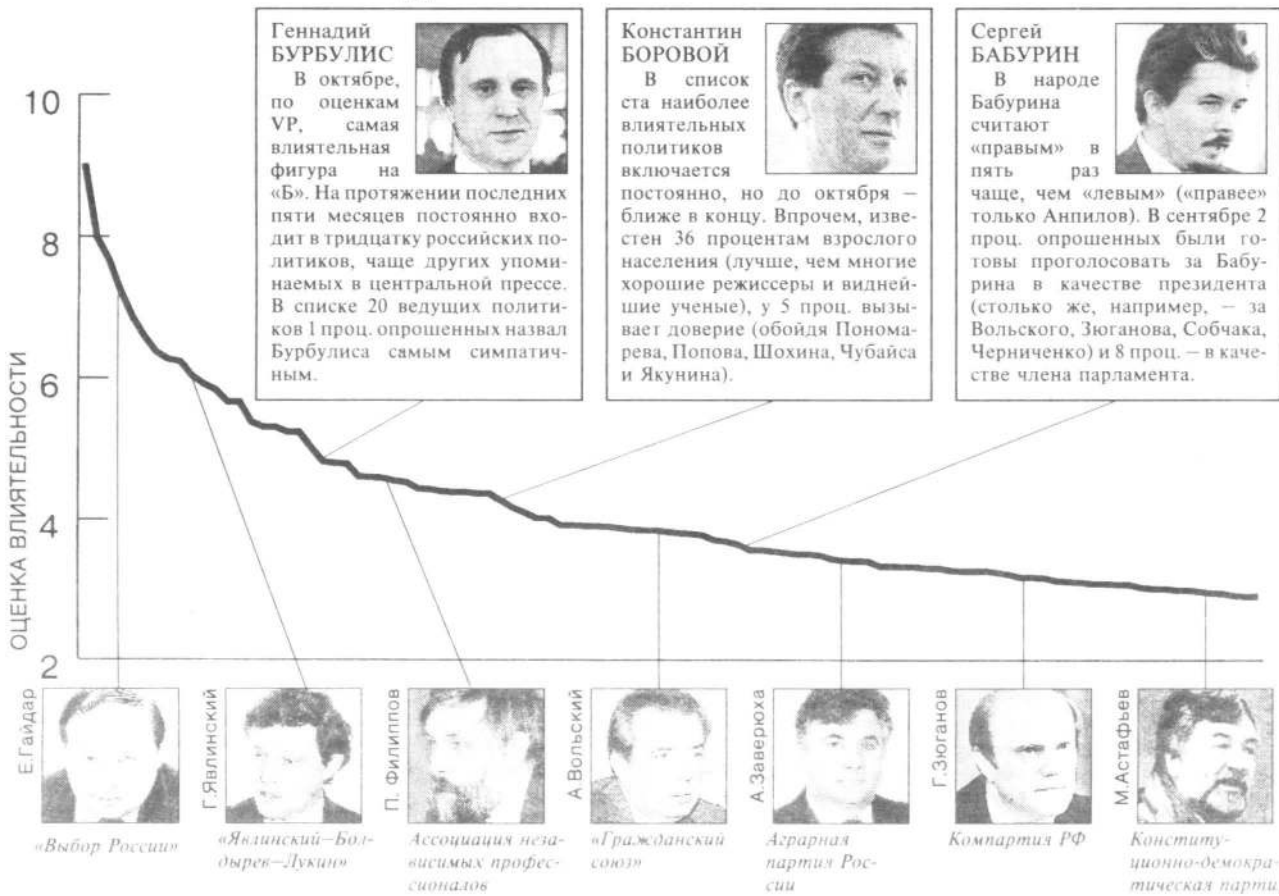 Геннадий
БУРБУЛИС
В октябре,
по оценкам
VP, самая
влиятельная
фигура на
«Б». На протяжении последних
пяти месяцев постоянно вхо-
дит в тридцатку российских по-
литиков, чаще других упоми-
наемых в центральной прессе.
В списке 20 ведущих полити-
ков 1 проц. опрошенных назвал
Бурбулиса самым симпатич-
ным.
Константин
БОРОВОЙ
В список
ста наиболее
влиятельных
политиков
включается
постоянно, но до октября –
ближе в концу. Впрочем, изве-
стен 36 процентам взрослого
населения (лучше, чем многие
хорошие режиссеры и видней-
шие ученые), у 5 проц. вызы-
вает доверие (обойдя Понома-
рева, Попова, Шохина, Чубайса
и Якунина).
Сергей
БАБУРИН
В народе
Бабурина
считают
«правым» в
пять раз
чаще, чем «левым» («правее»
только Анпилов). В сентябре 2
проц. опрошенных были го-
товы проголосовать за Бабу-
рина в качестве президента
(столько же, например, – за
Вольского, Зюганова, Собчака,
Черниченко) и 8 проц. – в каче-
стве члена парламента.
10
8
6
4
2
ОЦЕНКА ВЛИЯТЕЛЬНОСТИ
Е.Гайдар
«Выбор России»
Г.Явлинский
«Явлинский–Бол-
дырев–Лукин»
П. Филиппов
Ассоциация неза-
висимых профес-
сионалов
А.Вольский
«Гражданский
союз»
А.Заверюха
Аграрная
партия Рос-
сии
Г.Зюганов
Компартия РФ
М.Астафьев
Консти­ту-
ционно-демокра-
тическая парти